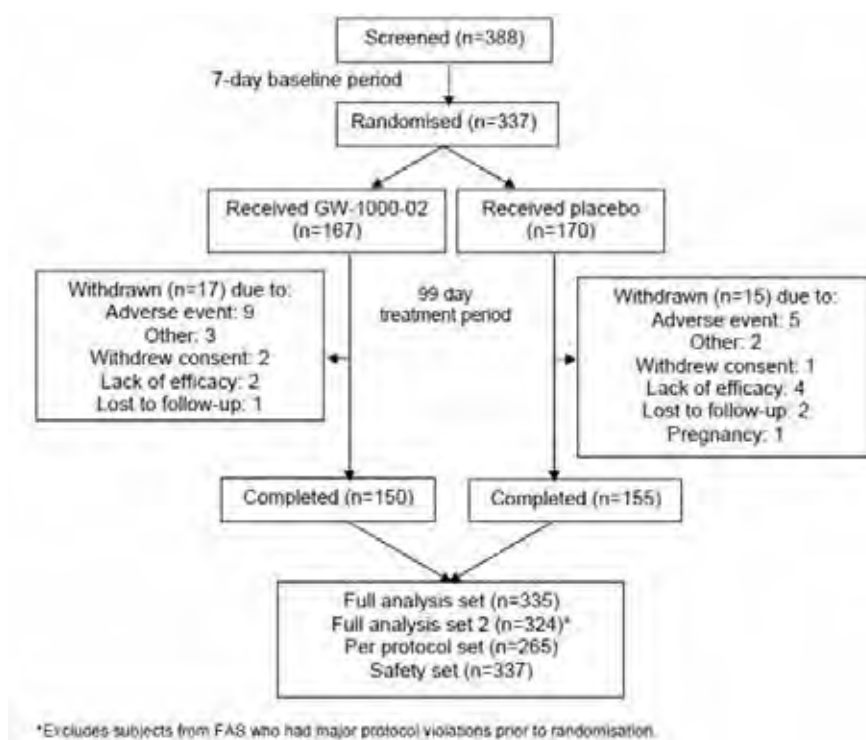 Screened (n=388)
7-day baseline period
Randomised (n=337)
Received GW-1000-02
(n=167)
Received placebo
(n=170)
Withdrawn (n=17) due to:
Adverse event: 9
Other: 3
Withdrew consent: 2
Lack of efficacy: 2
Lost to follow-up: 1
99 day
treatment period
Withdrawn (n=15) due to:
Adverse event: 5
Other: 2
Withdrew consent: 1
Lack of efficacy: 4
Lost to follow-up: 2
Pregnancy: 1
Completed (n=150)
Completed (n=155)
Full analysis set (n=335)
Full analysis set 2 (n=324)*
Per protocol set (n=265)
Safety set (n=337)
*Excludes subjects from FAS who had major protocol violations prior to randomisation.